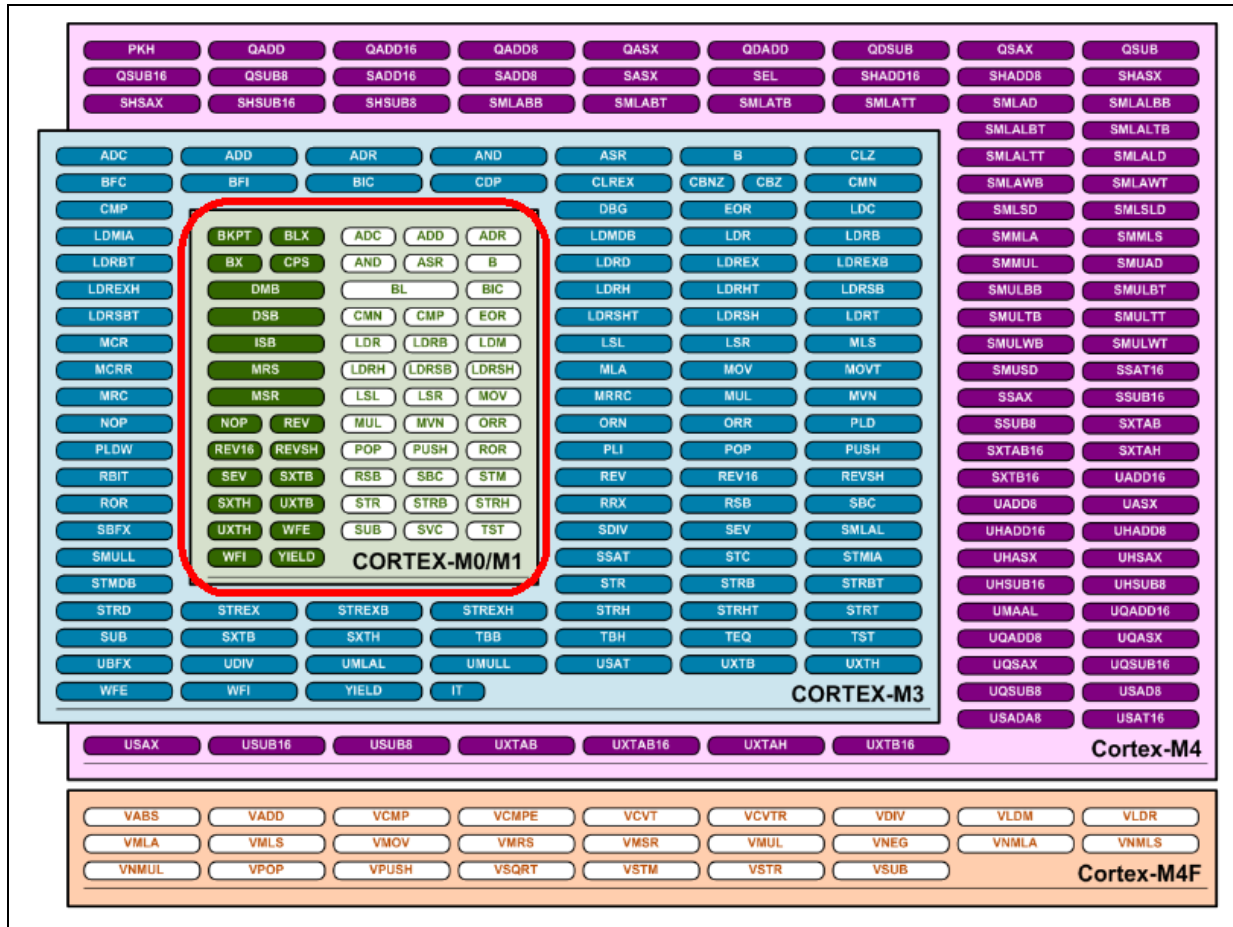 PKH QADD QADD16 QADD8 QASX QDADD QDSUB QSAX QSUB
QSUB16 QSUB8 SADD16 SADD8 SASX SEL SHADD16 SHADD8 SHASX
SHSAX SHSUB16 SHSUB8 SMLABB SMLABT SMLATB SMLATT SMLAD SMLALBB
SMLALBT SMLALTB
ADC ADD ADR AND ASR B CLZ SMLALTT SMLALD
BFC BFI BIC CDP CLREX CBNZ CBZ CMN SMLAWB SMLAWT
CMP DBG EOR LDC SMLSD SMLSLD
LDMIA BKPT BLX ADC ADD ADR LDMDB LDR LDRB SMMLA SMMLS
LDRBT BX CPS AND ASR B LDRD LDREX LDREXB SMMUL SMUAD
LDREXH DMB BL BIC LDRH LDRHT LDRSB SMULBB SMULBT
LDRSBT DSB CMN CMP EOR LDRSHT LDRSH LDRT SMULTB SMULTT
MCR ISB LDR LDRB LDM LSL LSR MLS SMULWB SMULWT
MCRR MRS LDRH LDRSB LDRSH MLA MOV MOVT SMUSD SSAT16
MRC MSR LSL LSR MOV MRRC MUL MVN SSAX SSUB16
NOP NOP REV MUL MVN ORR ORN ORR PLD SSUB8 SXTAB
PLDW REV16 REVSH POP PUSH ROR PLI POP PUSH SXTAB16 SXTAH
RBIT SEV SXTB RSB SBC STM REV REV16 REVSH SXTB16 UADD16
ROR SXTH UXTB STR STRB STRH RRX RSB SBC UADD8 UASX
SBFX UXTH WFE SUB SVC TST SDIV SEV SMLAL UHADD16 UHADD8
SMULL WFI YIELD CORTEX-M0/M1 SSAT STC STMIA UHASX UHSAX
STMDB STR STRB STRBT UHSUB16 UHSUB8
STRD STREX STREXB STREXH STRH STRHT STRT UMAAL UQADD16
SUB SXTB SXTH TBB TBH TEQ TST UQADD8 UQASX
UBFX UDIV UMLAL UMULL USAT UXTB UXTH UQSAX UQSUB16
WFE WFI YIELD IT CORTEX-M3 UQSUB8 USAD8
USADA8 USAT16
USAX USUB16 USUB8 UXTAB UXTAB16 UXTAH UXTB16 Cortex-M4
VABS VADD VCMP VCMPE VCVT VCVTR VDIV VLDM VLDR
VMLA VMLS VMOV VMRS VMSR VMUL VNEG VNMLA VNMLS
VNMUL VPOP VPUSH VSQRT VSTM VSTR VSUB Cortex-M4F